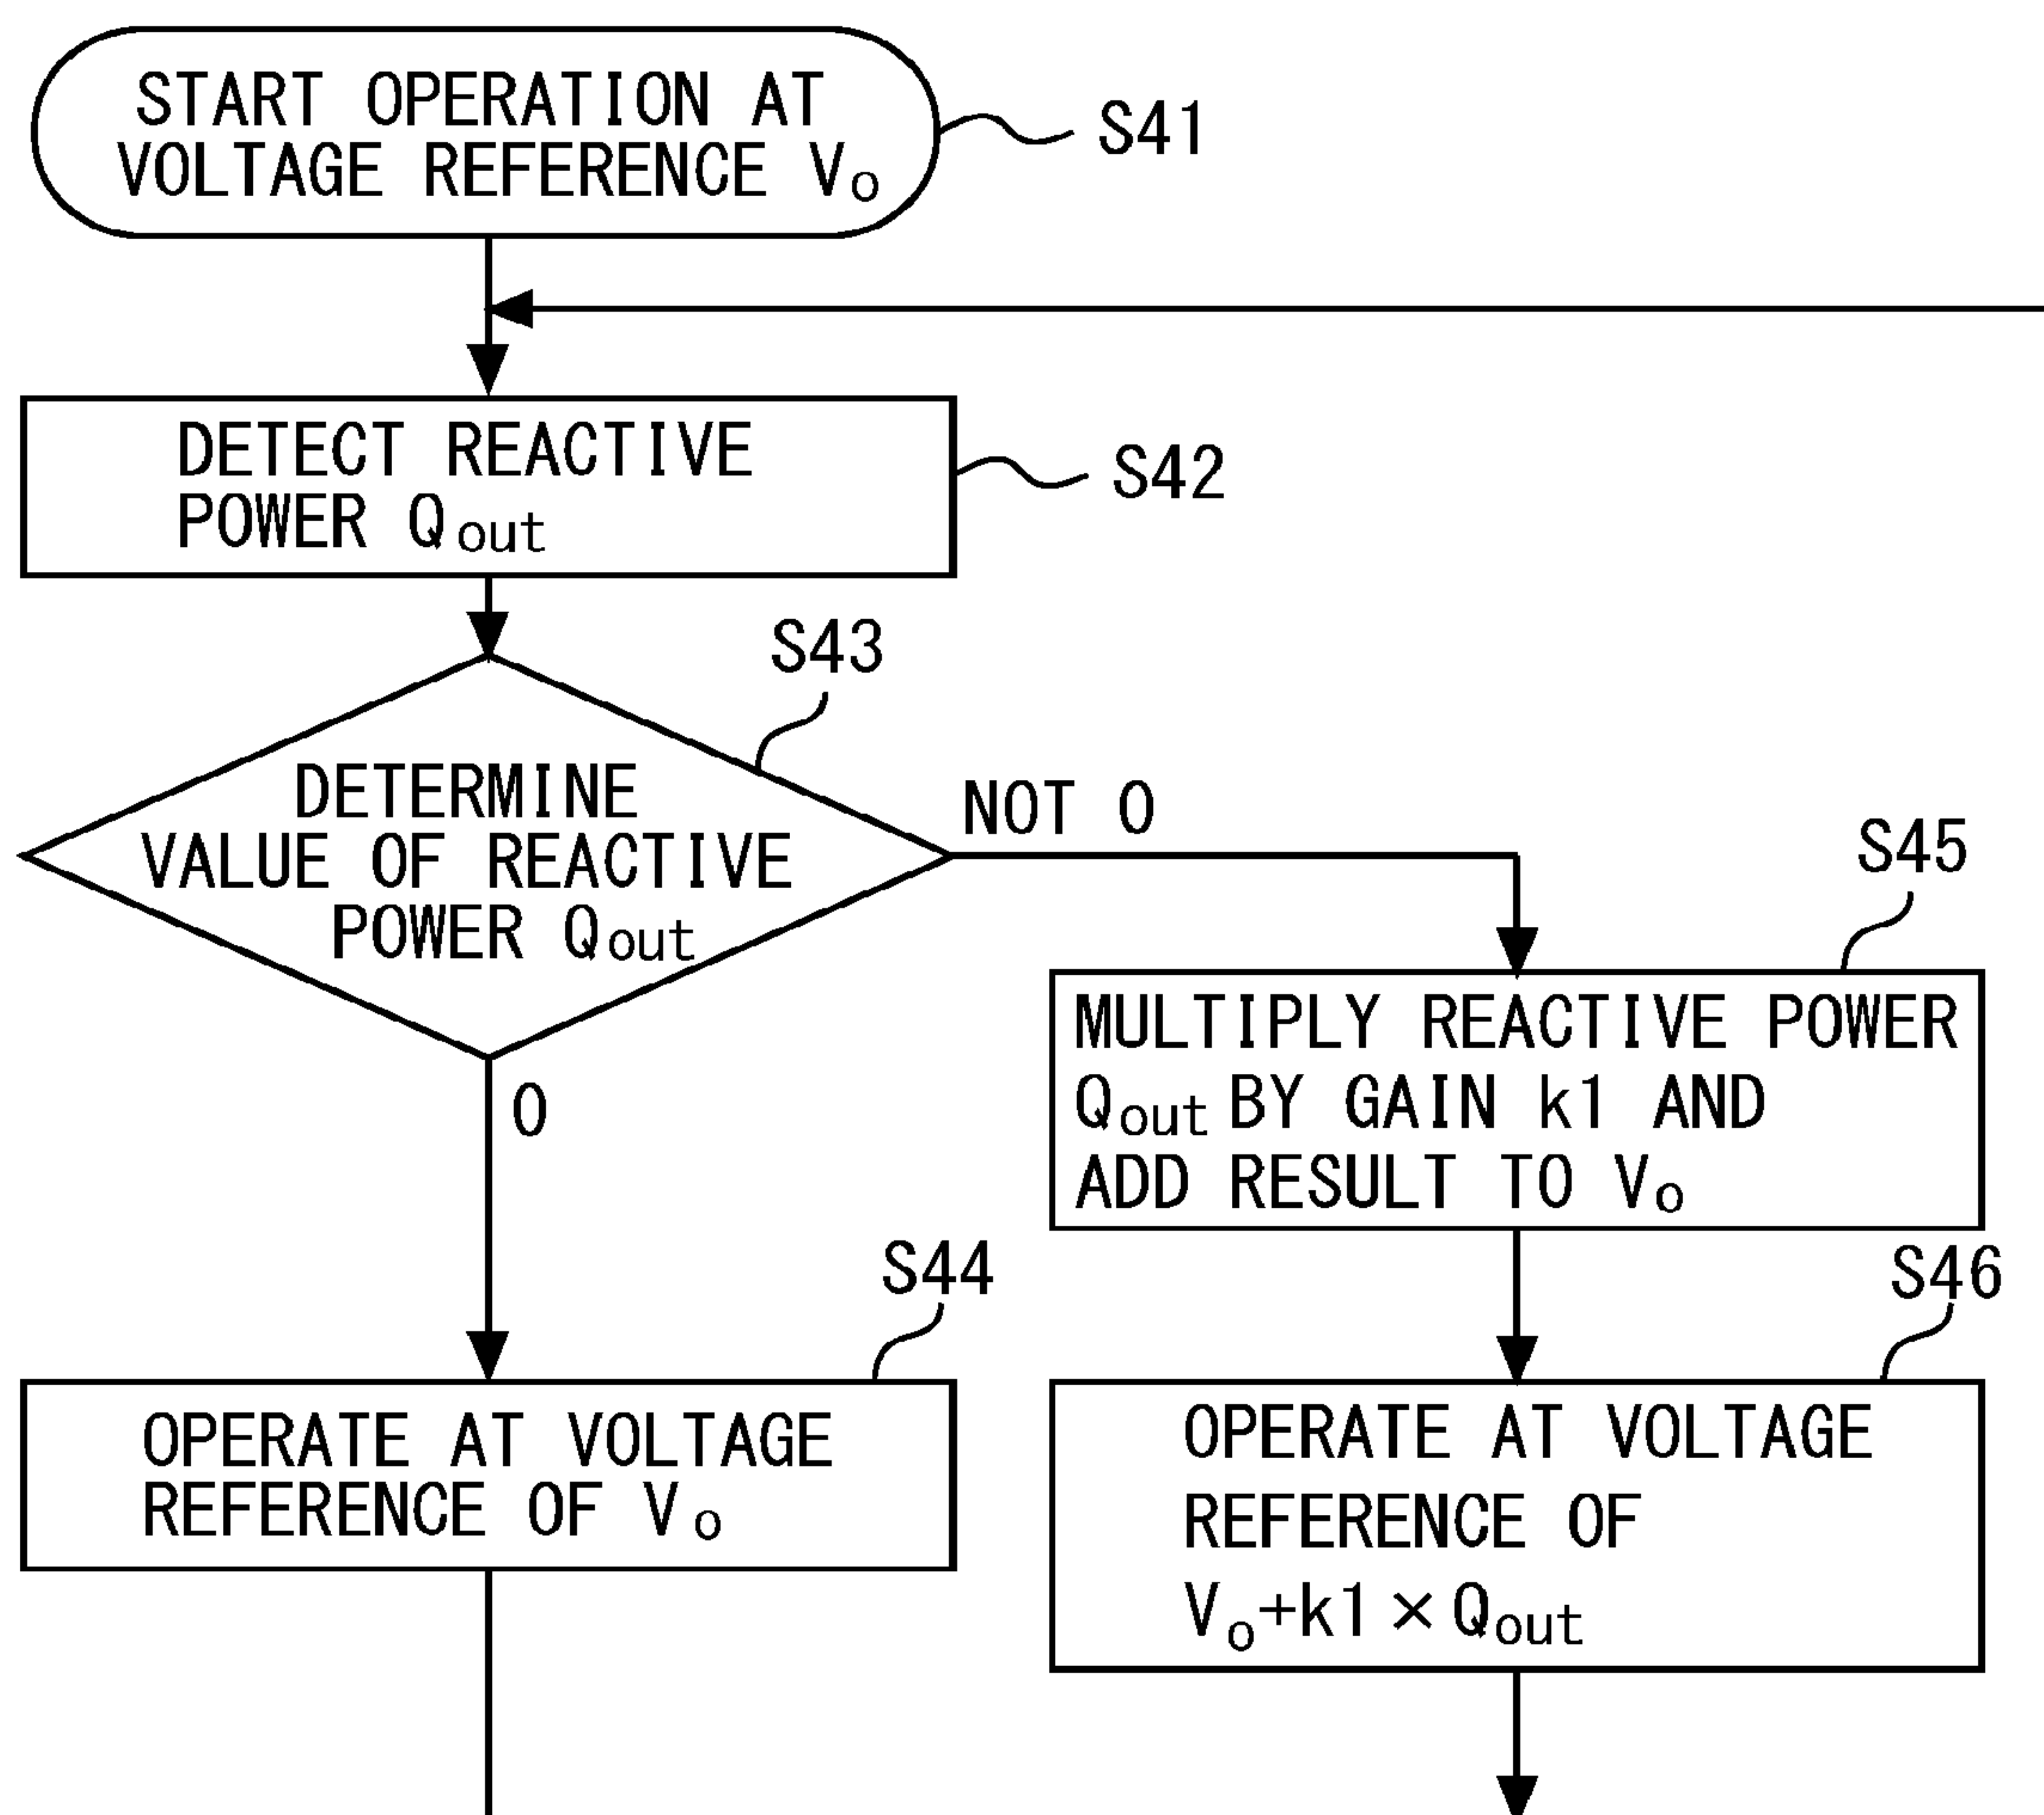 START OPERATION AT
VOLTAGE REFERENCE Vo
S41
DETECT REACTIVE
POWER Qout
S42
S43
DETERMINE
VALUE OF REACTIVE
POWER Qout
NOT 0
0
S45
MULTIPLY REACTIVE POWER
Qout BY GAIN k1 AND
ADD RESULT TO Vo
S44
OPERATE AT VOLTAGE
REFERENCE OF Vo
S46
OPERATE AT VOLTAGE
REFERENCE OF
Vo+k1×Qout